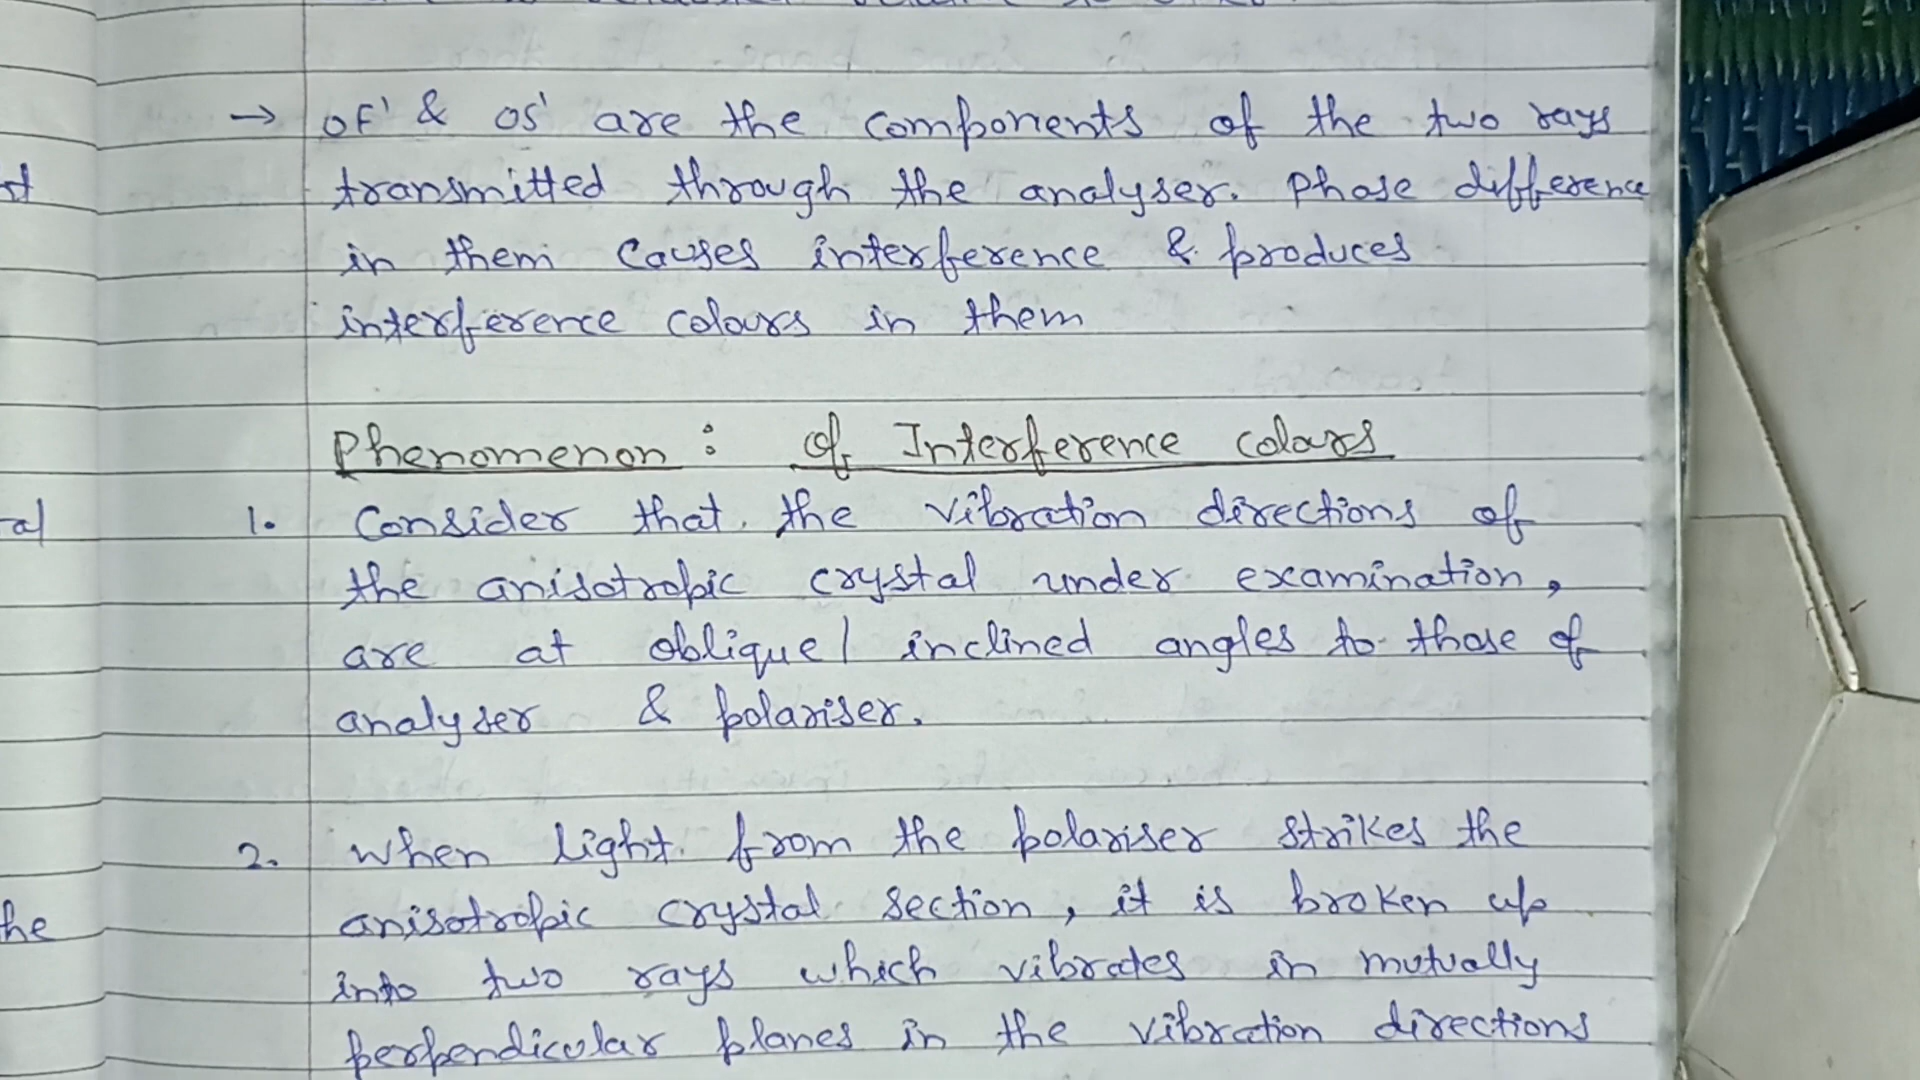 → OF' & OS' are the components of the two rays
transmitted through the analyser. Phase difference
in them causes interference & produces
interference colours in them
Phenomenon : of Interference colours
1. Consider that the vibration directions of
the anisotropic crystal under examination,
are at oblique/ inclined angles to those of
analyser & polariser.
2. When light from the polariser strikes the
anisotropic crystal section, it is broken up
into two rays which vibrates in mutually
perpendicular planes in the vibration directions